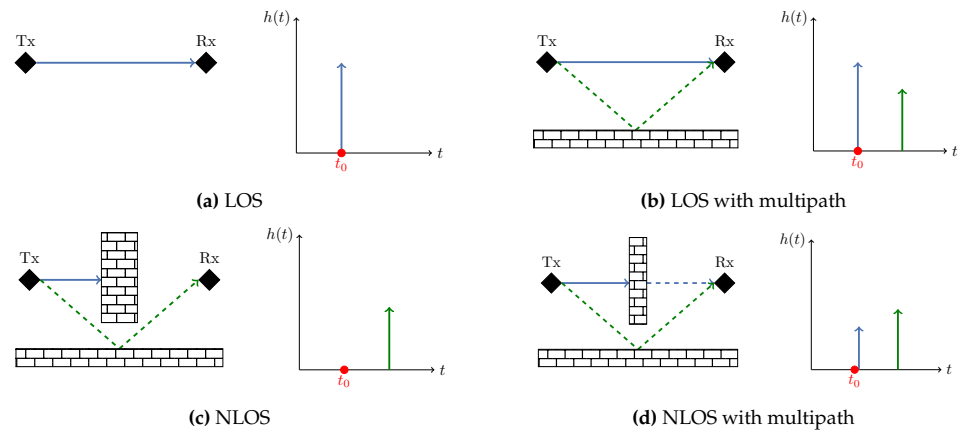 Tx Rx h(t) t t₀
(a) LOS
Tx Rx h(t) t t₀
(b) LOS with multipath
Tx Rx h(t) t t₀
(c) NLOS
Tx Rx h(t) t t₀
(d) NLOS with multipath